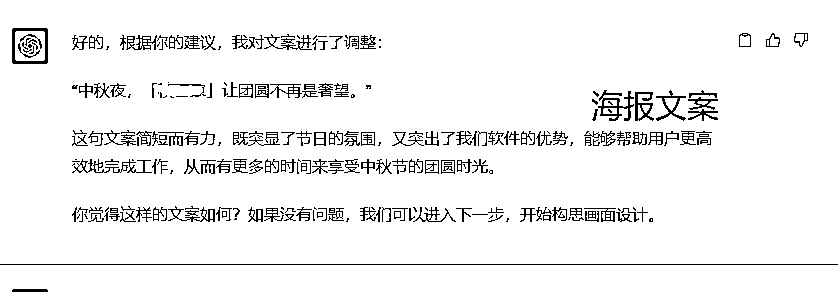 好的，根据你的建议，我对文案进行了调整：
“中秋夜，「」让团圆不再是奢望。”
海报文案
这句文案简短而有力，既突显了节日的氛围，又突出了我们软件的优势，能够帮助用户更高
效地完成工作，从而有更多的时间来享受中秋节的团圆时光。
你觉得这样的文案如何？如果没有问题，我们可以进入下一步，开始构思画面设计。